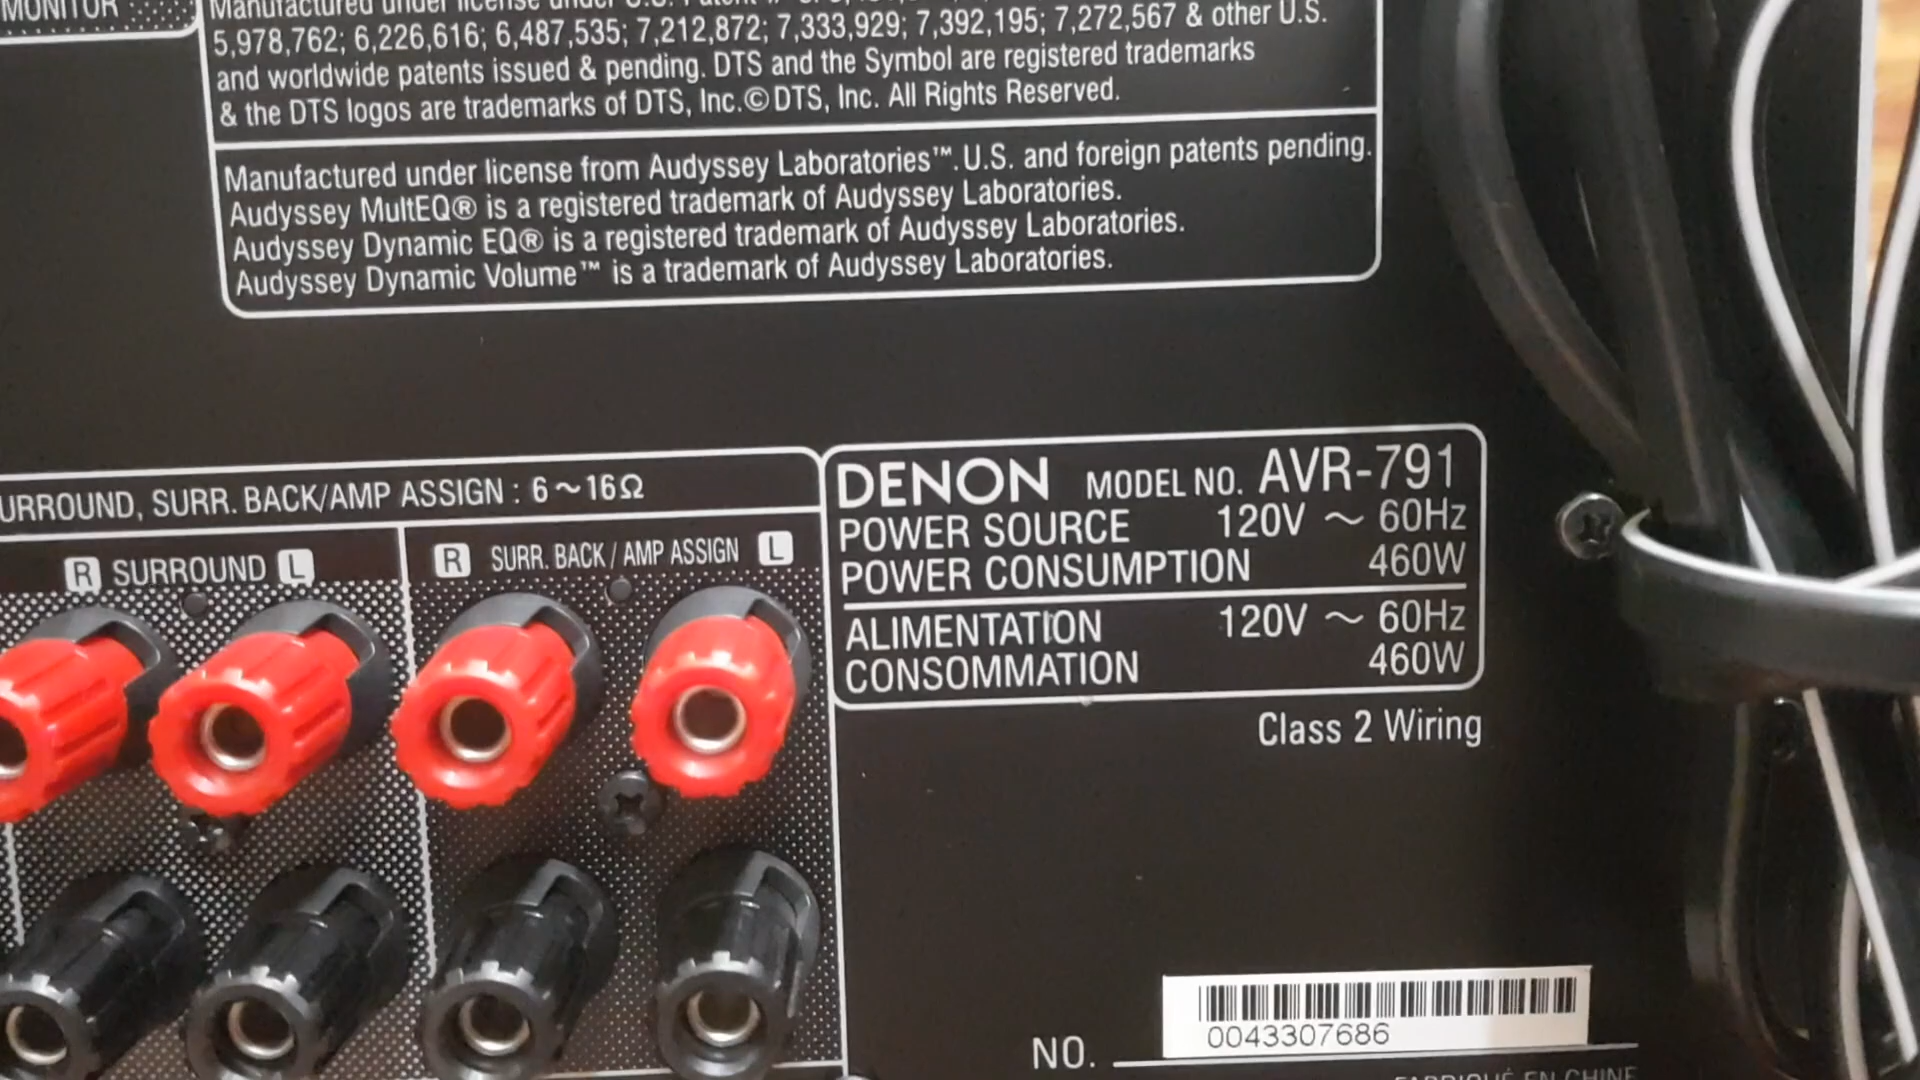 MONITOR
Manufactured under license under U.S. Patent
5,978,762; 6,226,616; 6,487,535; 7,212,872; 7,333,929; 7,392,195; 7,272,567 & other U.S.
and worldwide patents issued & pending. DTS and the Symbol are registered trademarks
& the DTS logos are trademarks of DTS, Inc.© DTS, Inc. All Rights Reserved.
Manufactured under license from Audyssey Laboratories™.U.S. and foreign patents pending.
Audyssey MultEQ® is a registered trademark of Audyssey Laboratories.
Audyssey Dynamic EQ® is a registered trademark of Audyssey Laboratories.
Audyssey Dynamic Volume™ is a trademark of Audyssey Laboratories.
URROUND, SURR. BACK/AMP ASSIGN : 6~16Ω
R SURROUND L
R SURR. BACK / AMP ASSIGN L
DENON MODEL NO. AVR-791
POWER SOURCE 120V ~ 60Hz
POWER CONSUMPTION 460W
ALIMENTATION 120V ~ 60Hz
CONSOMMATION 460W
Class 2 Wiring
NO. 0043307686
FABRIQUÉ EN CHINE